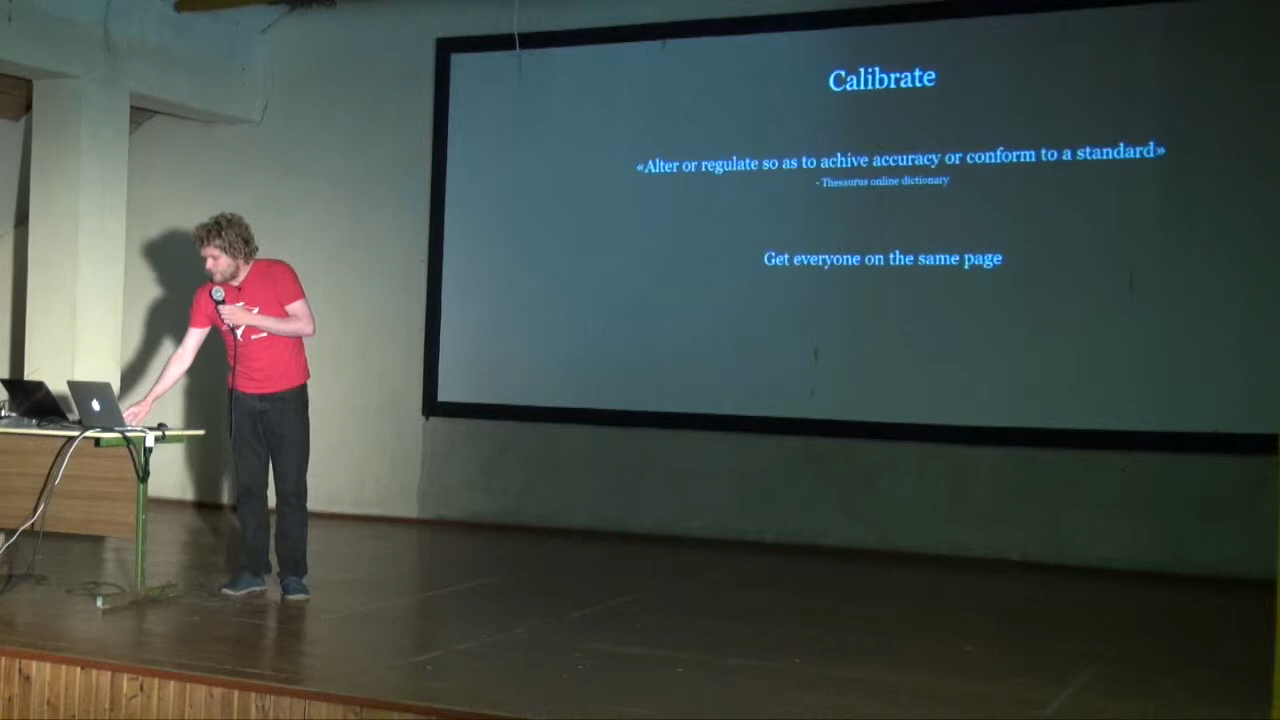 Calibrate
«Alter or regulate so as to achive accuracy or conform to a standard»
- Thesaurus online dictionary
Get everyone on the same page